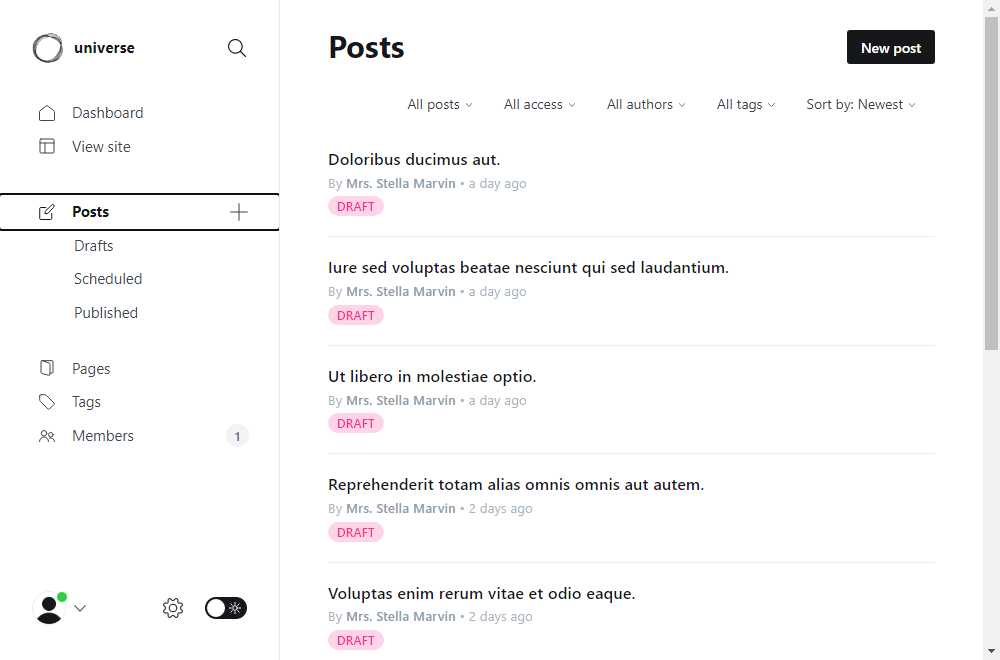 universe
Dashboard
View site
Posts
Drafts
Scheduled
Published
Pages
Tags
Members 1
Posts
New post
All posts All access All authors All tags Sort by: Newest
Doloribus ducimus aut.
By Mrs. Stella Marvin • a day ago
DRAFT
Iure sed voluptas beatae nesciunt qui sed laudantium.
By Mrs. Stella Marvin • a day ago
DRAFT
Ut libero in molestiae optio.
By Mrs. Stella Marvin • a day ago
DRAFT
Reprehenderit totam alias omnis omnis aut autem.
By Mrs. Stella Marvin • 2 days ago
DRAFT
Voluptas enim rerum vitae et odio eaque.
By Mrs. Stella Marvin • 2 days ago
DRAFT